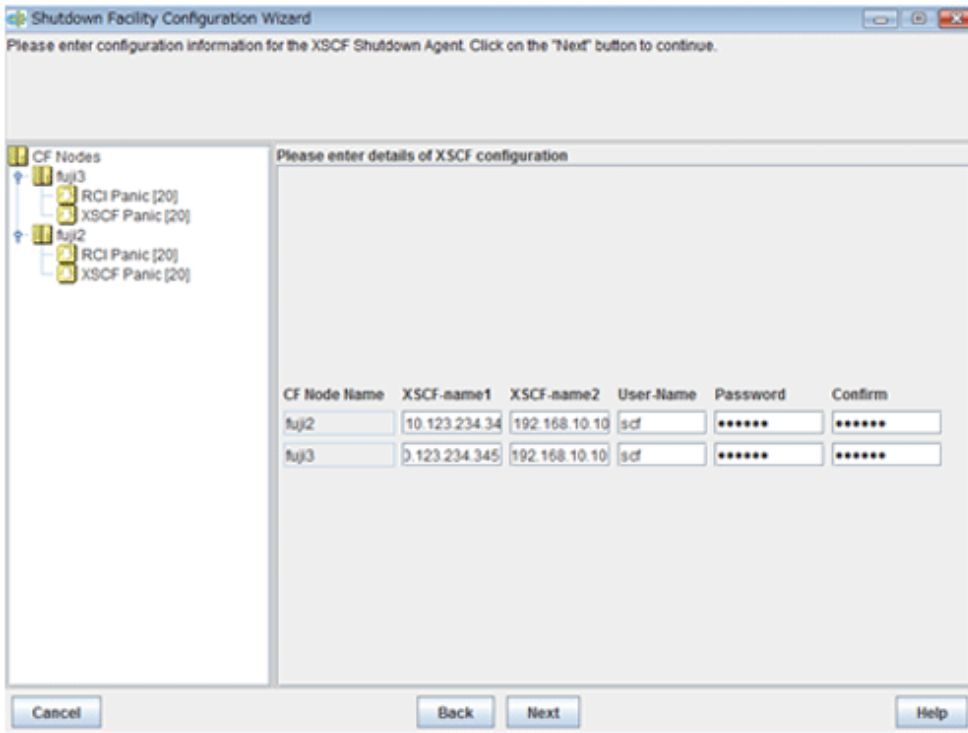 Shutdown Facility Configuration Wizard
Please enter configuration information for the XSCF Shutdown Agent. Click on the "Next" button to continue.
CF Nodes
fuji3
RCI Panic [20]
XSCF Panic [20]
fuji2
RCI Panic [20]
XSCF Panic [20]
Please enter details of XSCF configuration
CF Node Name XSCF-name1 XSCF-name2 User-Name Password Confirm
fuji2 10.123.234.34 192.168.10.10 scf ●●●●●● ●●●●●●
fuji3 0.123.234.345 192.168.10.10 scf ●●●●●● ●●●●●●
Cancel Back Next Help